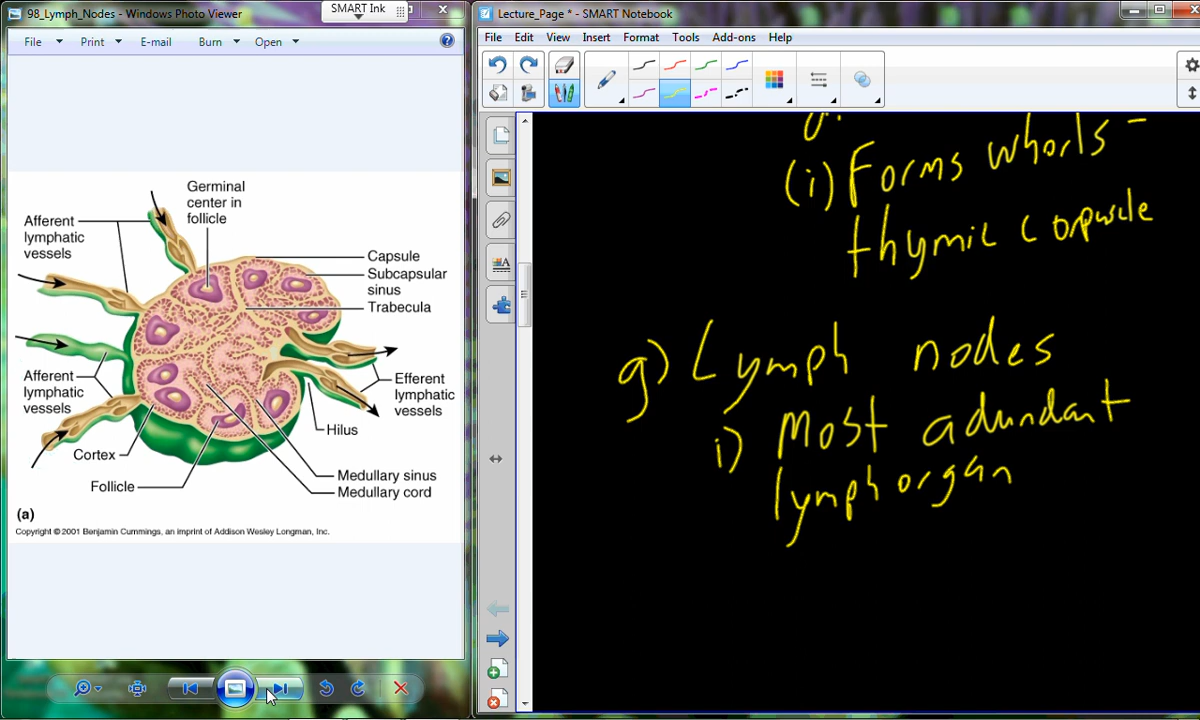 98_Lymph_Nodes - Windows Photo Viewer
SMART Ink
File Print E-mail Burn Open
Germinal
center in
follicle
Afferent
lymphatic
vessels
Capsule
Subcapsular
sinus
Trabecula
Afferent
lymphatic
vessels
Efferent
lymphatic
vessels
Hilus
Cortex
Medullary sinus
Follicle
Medullary cord
(a)
Copyright © 2001 Benjamin Cummings, an imprint of Addison Wesley Longman, Inc.
Lecture_Page * - SMART Notebook
File Edit View Insert Format Tools Add-ons Help
(i) Forms whorls =
thymic corpuscle
g) Lymph nodes
i) Most adundant
lymph organ